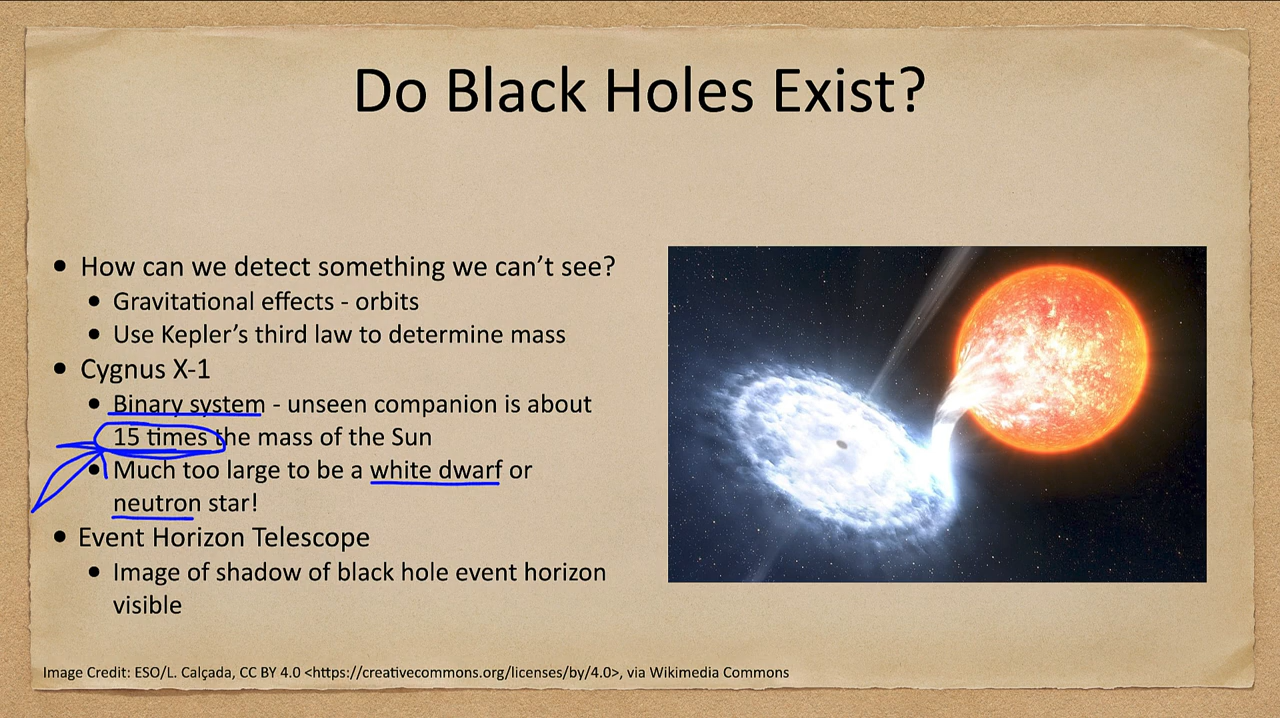 Do Black Holes Exist?
• How can we detect something we can’t see?
• Gravitational effects - orbits
• Use Kepler’s third law to determine mass
• Cygnus X-1
• Binary system - unseen companion is about
15 times the mass of the Sun
• Much too large to be a white dwarf or
neutron star!
• Event Horizon Telescope
• Image of shadow of black hole event horizon
visible
Image Credit: ESO/L. Calçada, CC BY 4.0 <https://creativecommons.org/licenses/by/4.0>, via Wikimedia Commons